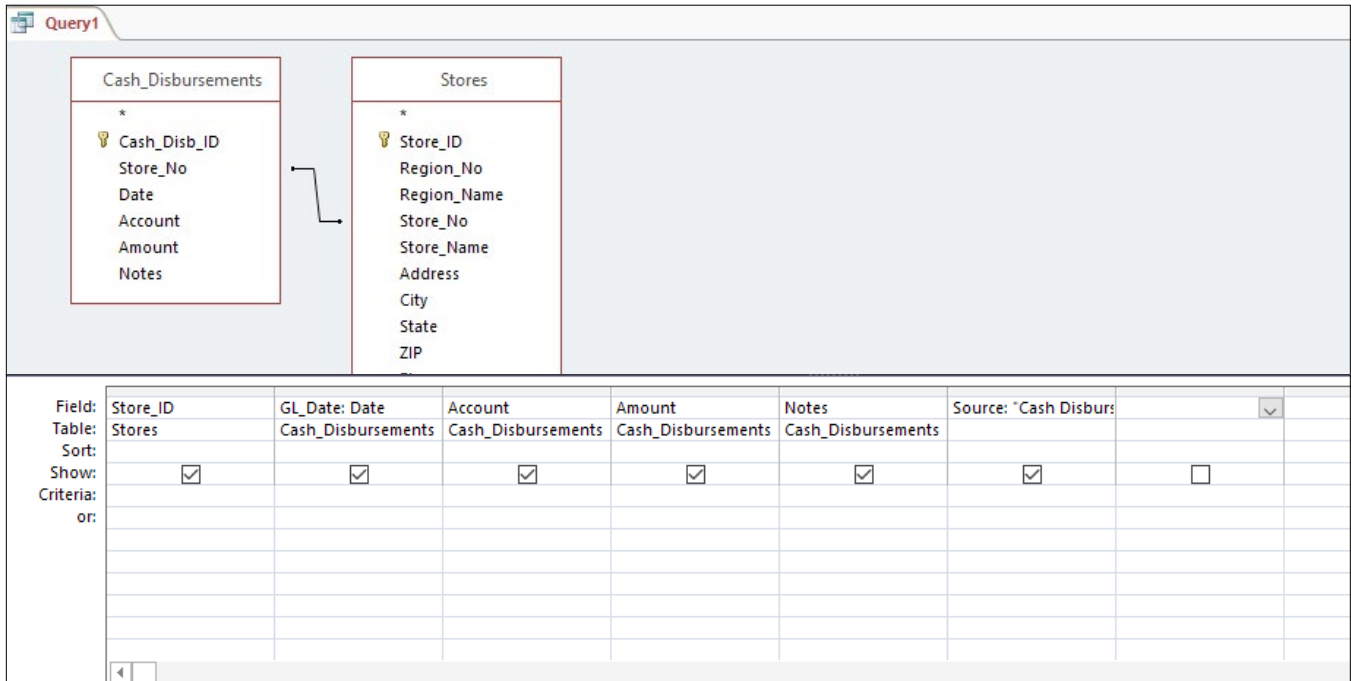 Query1
Cash_Disbursements
*
Cash_Disb_ID
Store_No
Date
Account
Amount
Notes
Stores
*
Store_ID
Region_No
Region_Name
Store_No
Store_Name
Address
City
State
ZIP
Field: Store_ID GL_Date: Date Account Amount Notes Source: "Cash Disburs
Table: Stores Cash_Disbursements Cash_Disbursements Cash_Disbursements Cash_Disbursements
Sort:
Show:
Criteria:
or: